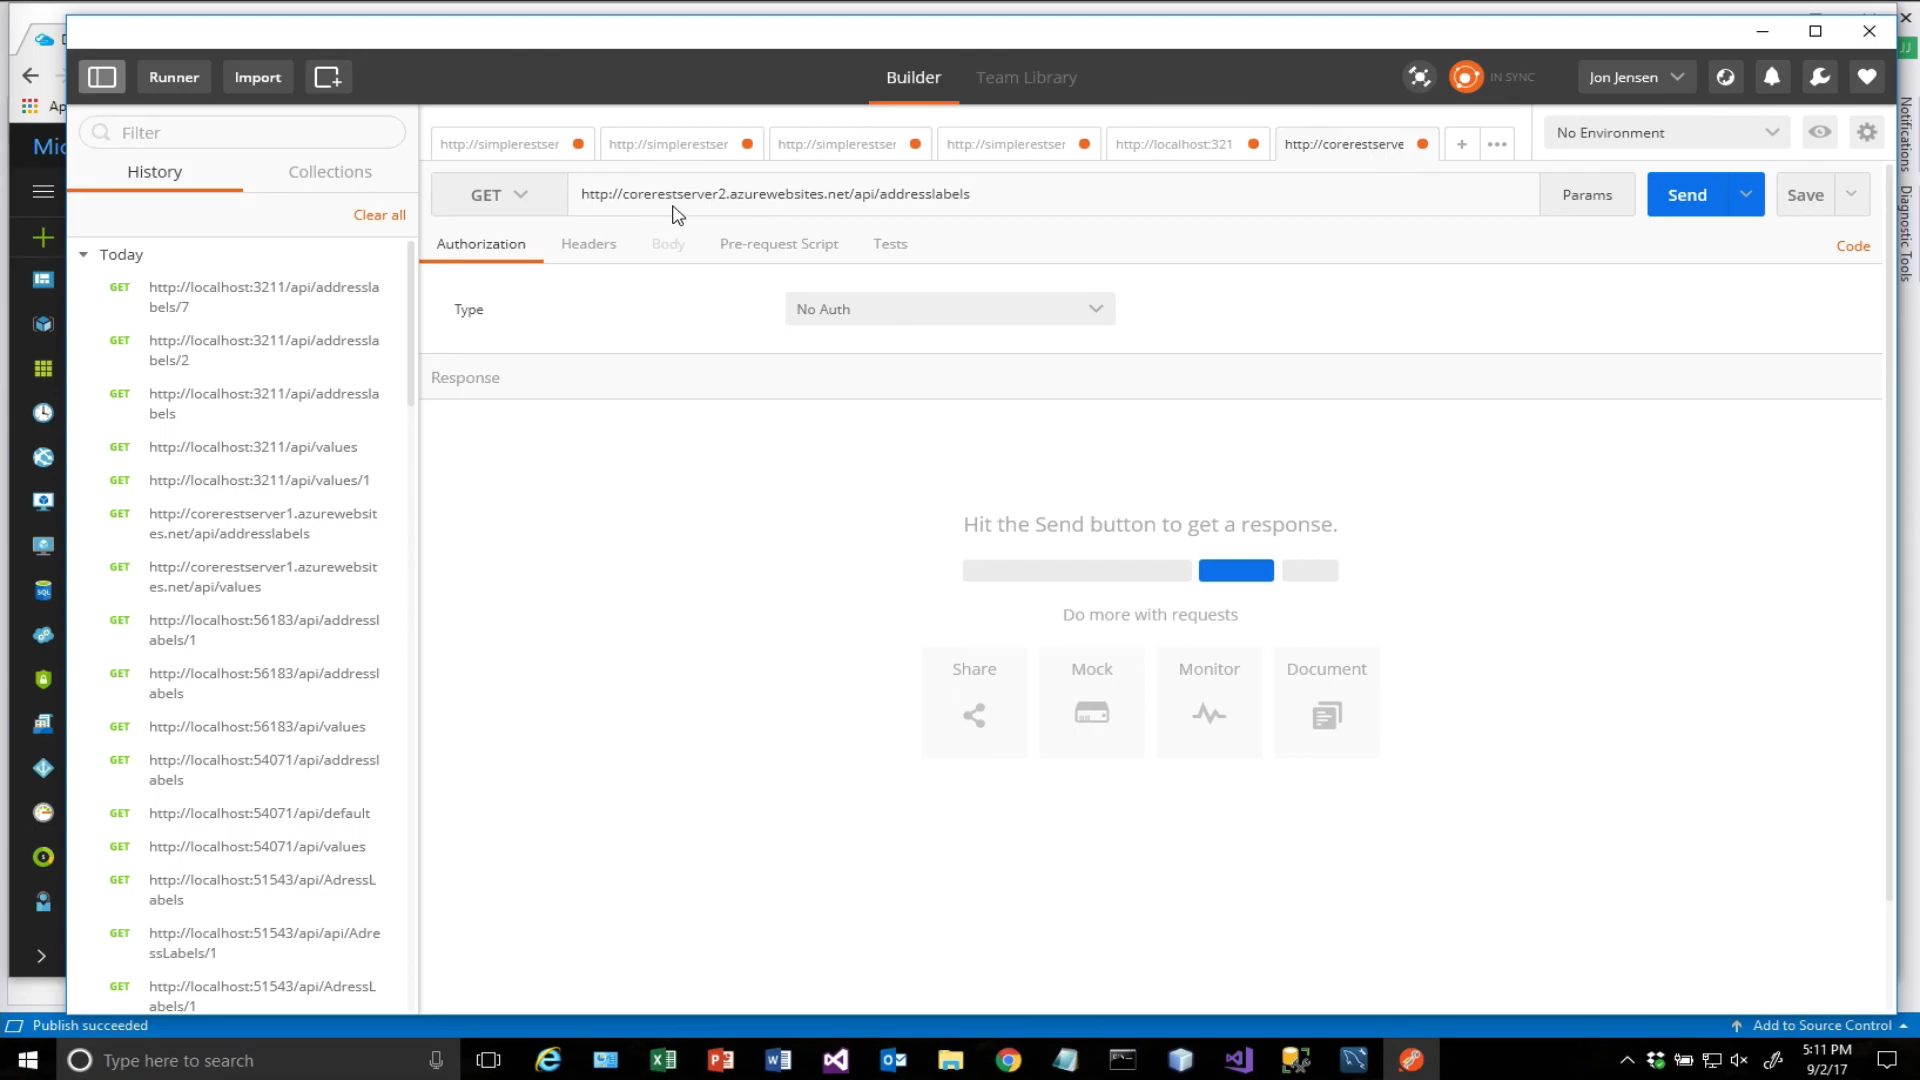 JJ
Ap
Mic
Runner
Import
Builder
Team Library
IN SYNC
Jon Jensen
Filter
History
Collections
Clear all
Today
GET http://localhost:3211/api/addressla
bels/7
GET http://localhost:3211/api/addressla
bels/2
GET http://localhost:3211/api/addressla
bels
GET http://localhost:3211/api/values
GET http://localhost:3211/api/values/1
GET http://corerestserver1.azurewebsit
es.net/api/addresslabels
GET http://corerestserver1.azurewebsit
es.net/api/values
GET http://localhost:56183/api/addressl
abels/1
GET http://localhost:56183/api/addressl
abels
GET http://localhost:56183/api/values
GET http://localhost:54071/api/addressl
abels
GET http://localhost:54071/api/default
GET http://localhost:54071/api/values
GET http://localhost:51543/api/AdressL
abels
GET http://localhost:51543/api/api/Adre
ssLabels/1
GET http://localhost:51543/api/AdressL
abels/1
http://simplerestser
http://simplerestser
http://simplerestser
http://simplerestser
http://localhost:321
http://corerestserve
No Environment
GET
http://corerestserver2.azurewebsites.net/api/addresslabels
Params
Send
Save
Authorization
Headers
Body
Pre-request Script
Tests
Code
Type
No Auth
Response
Hit the Send button to get a response.
Do more with requests
Share
Mock
Monitor
Document
Notifications
Diagnostic Tools
SQL
Publish succeeded
Add to Source Control
Type here to search
5:11 PM
9/2/17